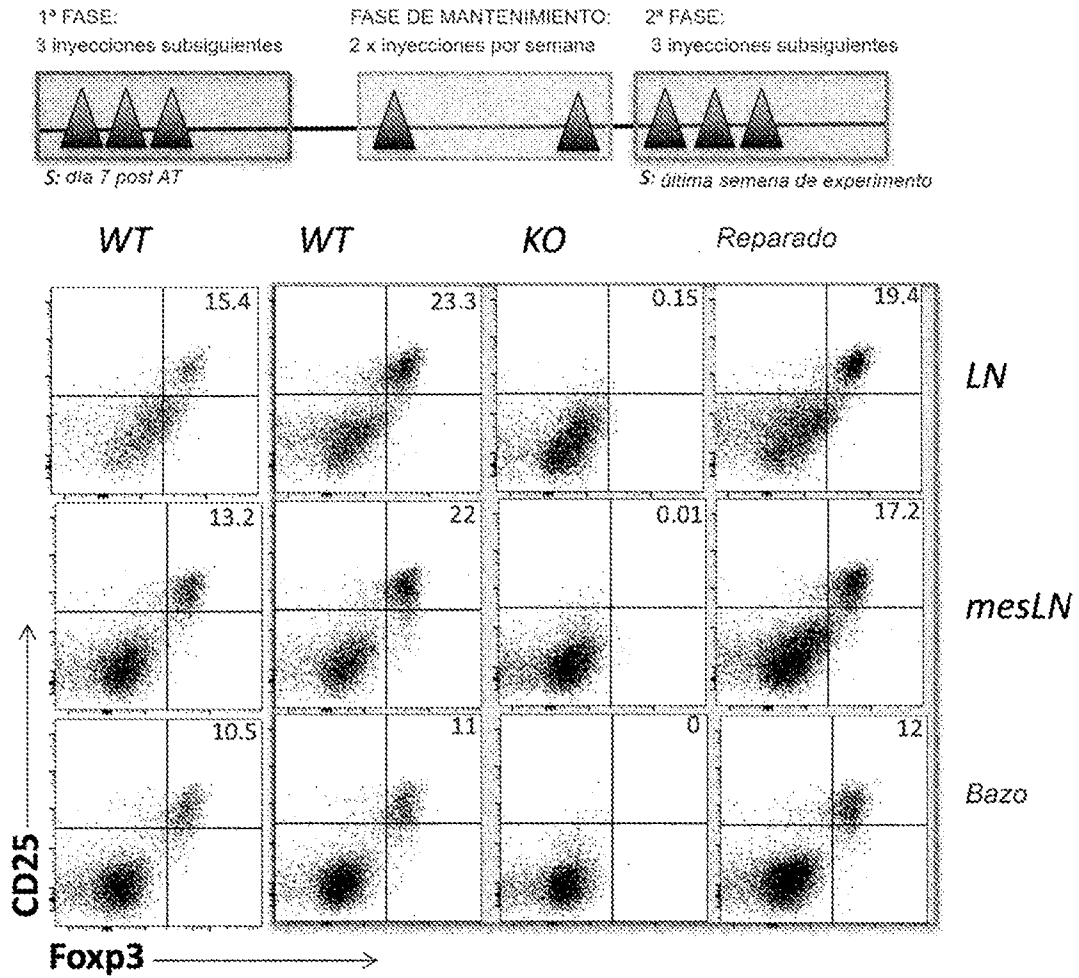 1ª FASE:
3 inyecciones subsiguientes
FASE DE MANTENIMIENTO:
2 x inyecciones por semana
2ª FASE:
3 inyecciones subsiguientes
S: día 7 post AT
S: última semana de experimento
WT WT KO Reparado
15.4 23.3 0.15 19.4 LN
13.2 22 0.01 17.2 mesLN
10.5 11 0 12 Bazo
CD25
Foxp3